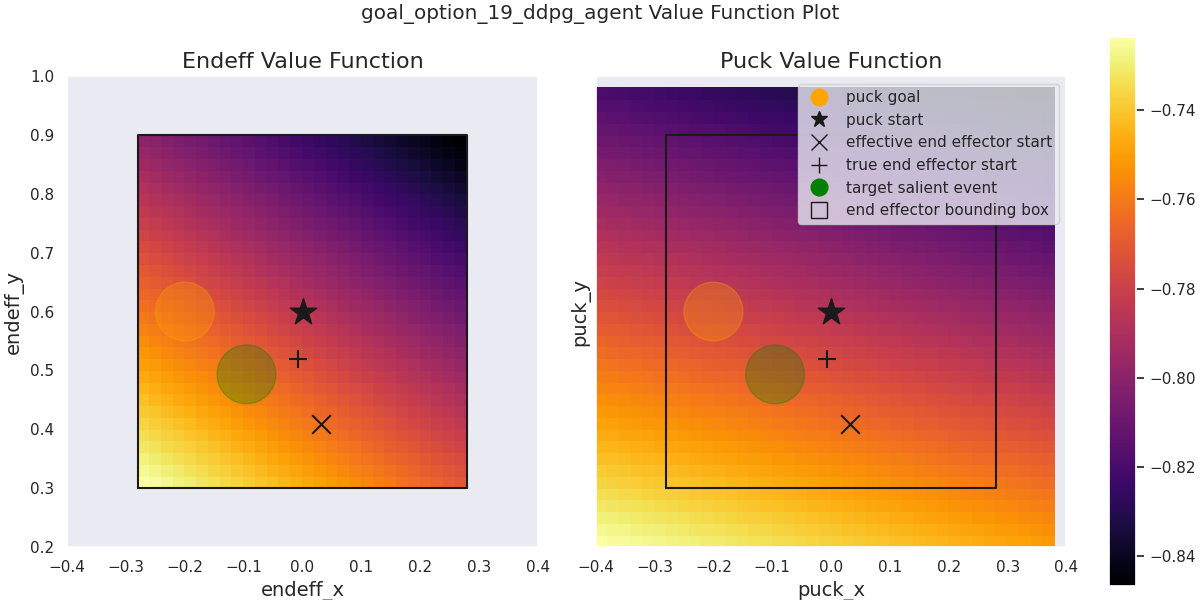 goal_option_19_ddpg_agent Value Function Plot
Endeff Value Function
1.0
0.9
0.8
0.7
0.6
0.5
0.4
0.3
0.2
endeff_y
−0.4 −0.3 −0.2 −0.1 0.0 0.1 0.2 0.3 0.4
endeff_x
Puck Value Function
puck goal
puck start
effective end effector start
true end effector start
target salient event
end effector bounding box
puck_y
−0.4 −0.3 −0.2 −0.1 0.0 0.1 0.2 0.3 0.4
puck_x
−0.74
−0.76
−0.78
−0.80
−0.82
−0.84